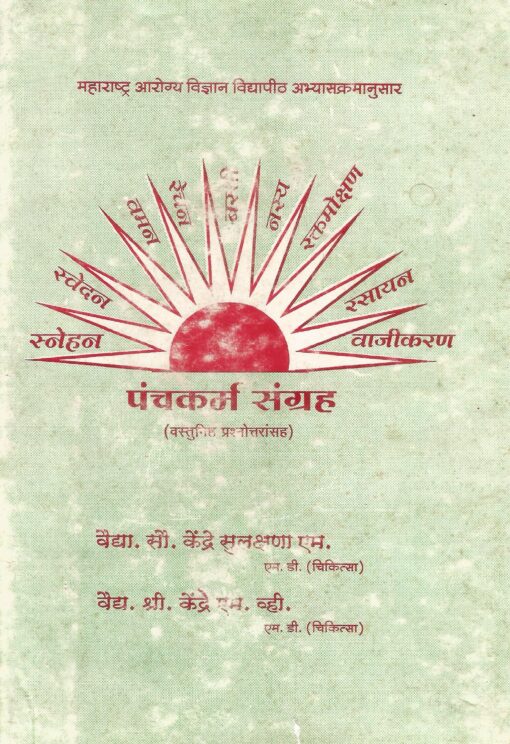 महाराष्ट्र आरोग्य विज्ञान विद्यापीठ अभ्यासक्रमानुसार
स्नेहन
स्वेदन
वमन
रेचन
बस्ती
नस्य
रक्तमोक्षण
रसायन
वाजीकरण
पंचकर्म संग्रह
(वस्तुनिष्ठ प्रश्नोत्तरांसह)
वैद्या. सौ. केंद्रे सुलक्षणा एम.
एम. डी. (चिकित्सा)
वैद्य. श्री. केंद्रे एम. व्ही.
एम. डी. (चिकित्सा)